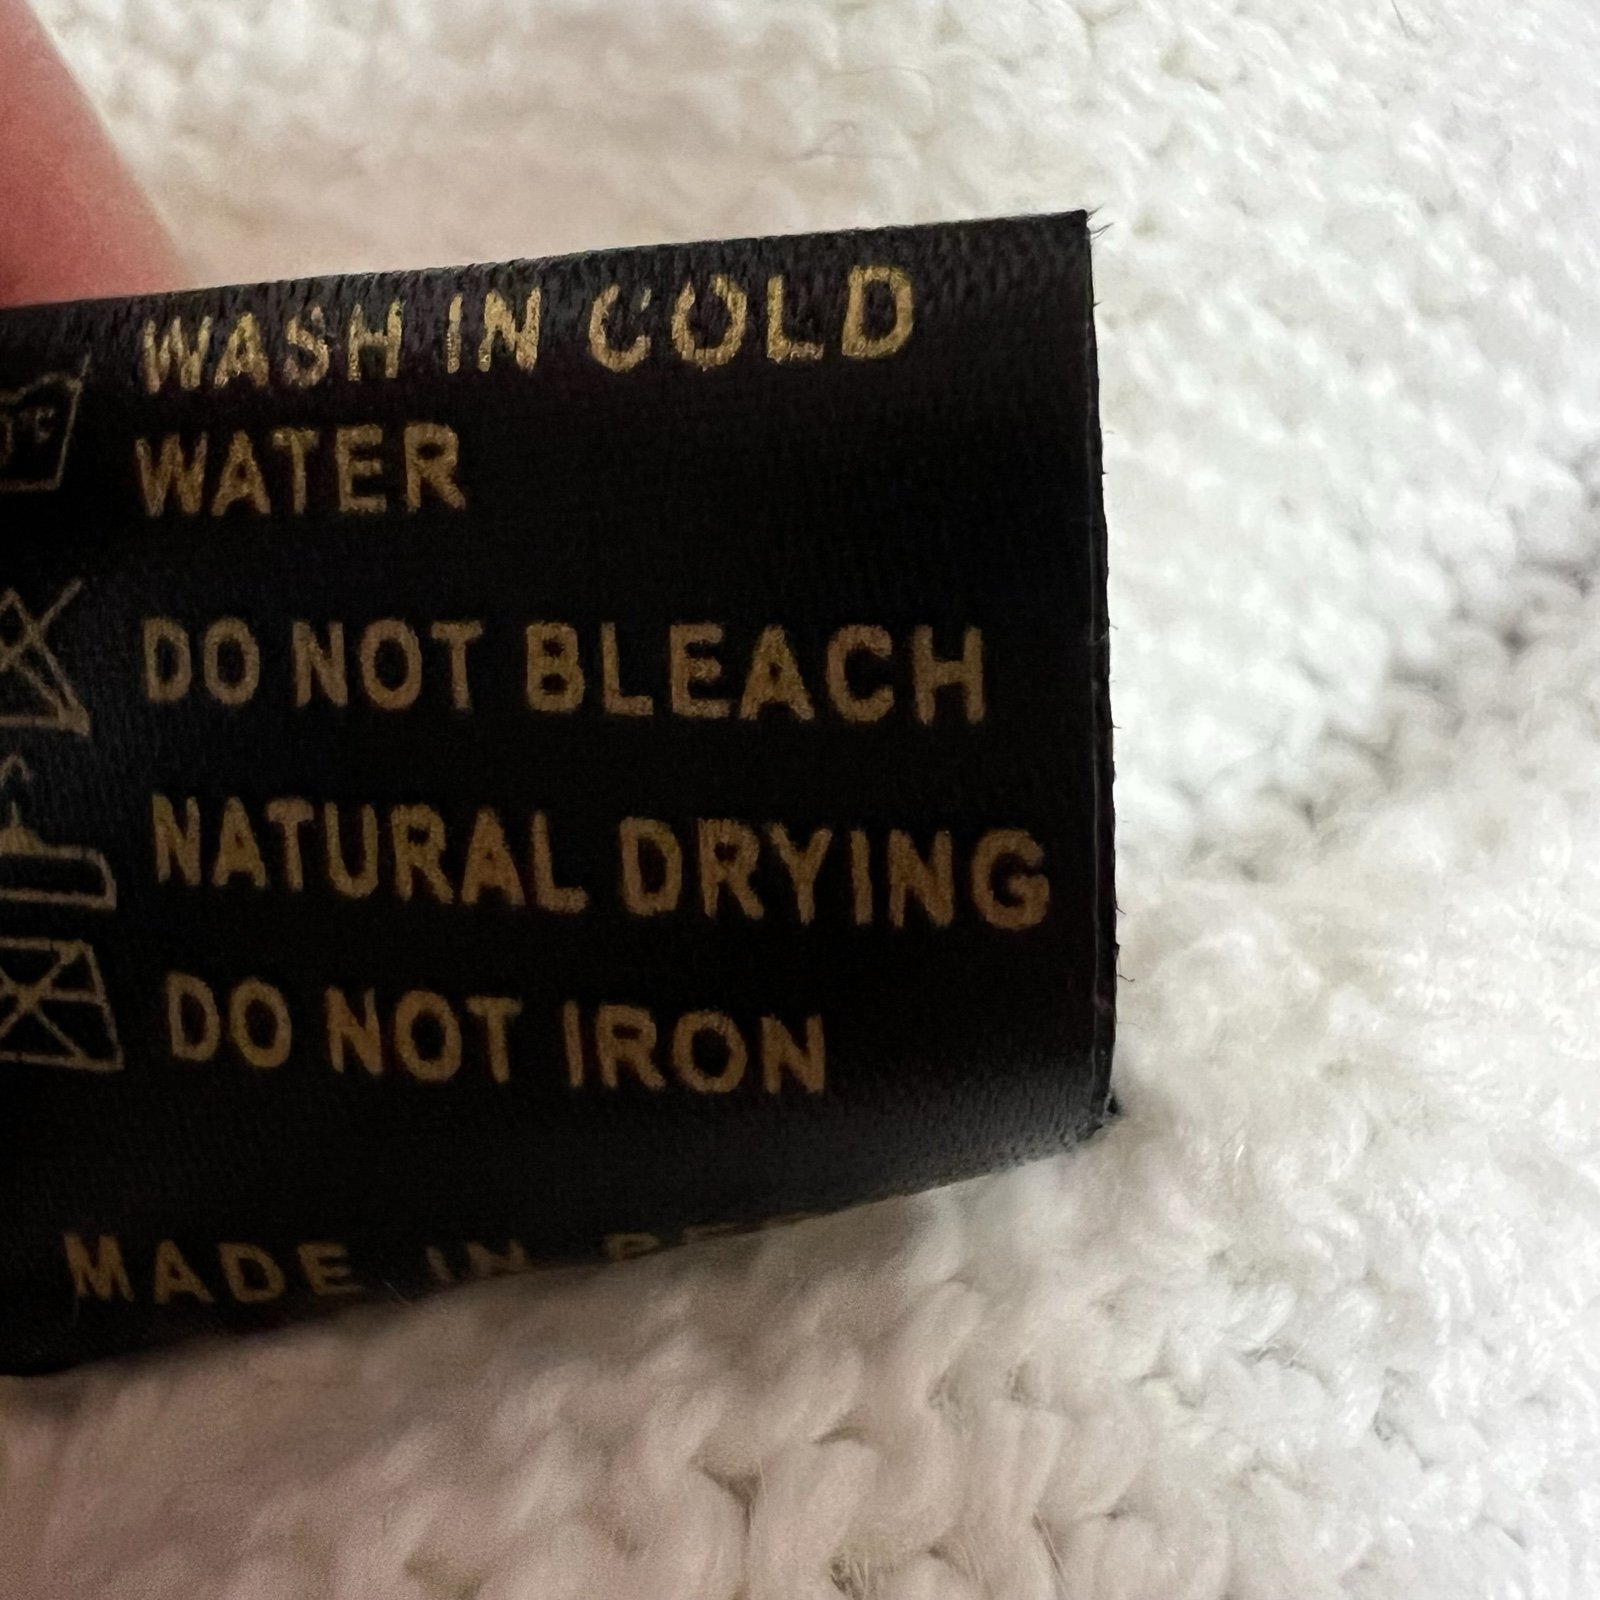 WASH IN COLD
WATER
DO NOT BLEACH
NATURAL DRYING
DO NOT IRON
MADE IN